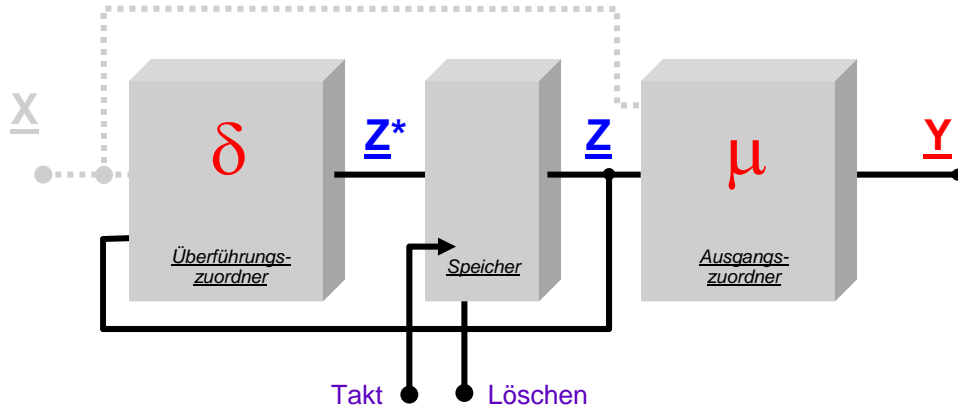 X
Z*
Z
Y
δ
μ
Überführungs-
zuordner
Speicher
Ausgangs-
zuordner
Takt
Löschen